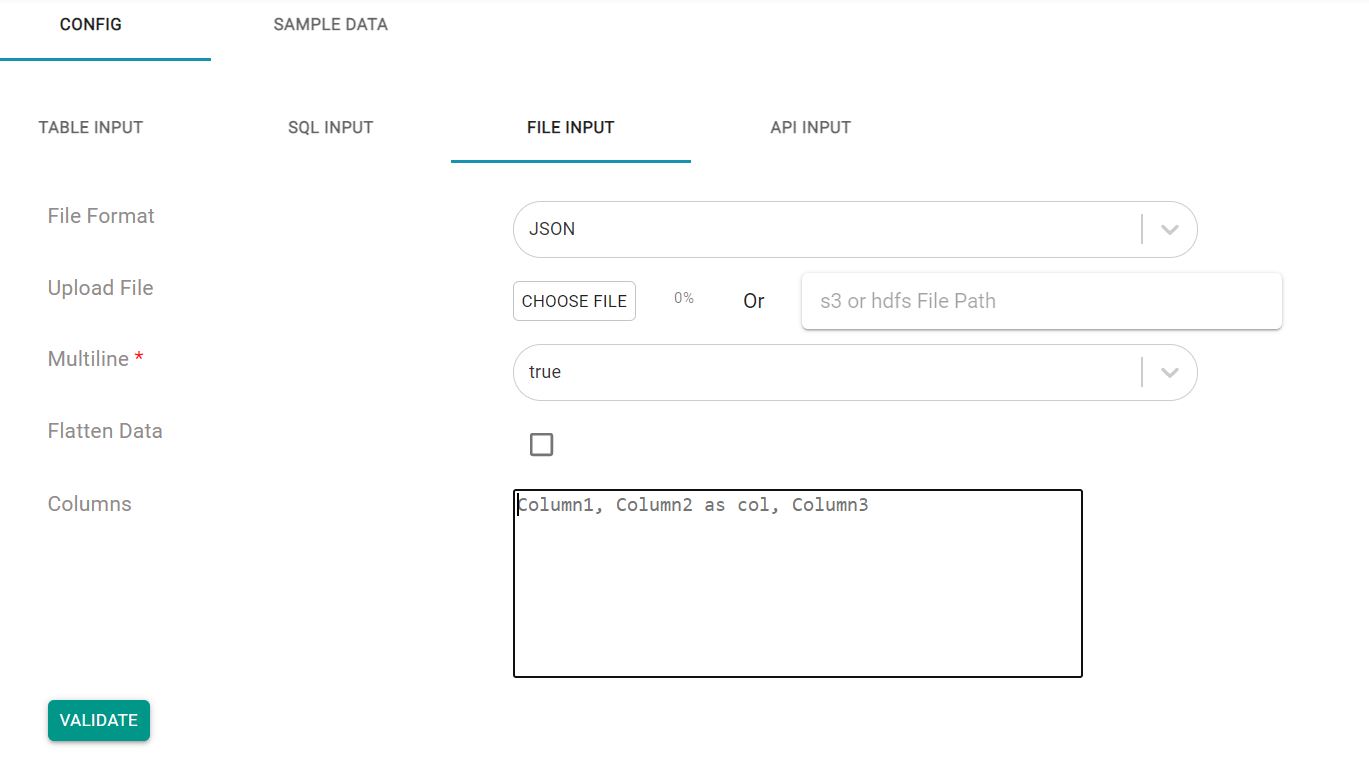 CONFIG SAMPLE DATA
TABLE INPUT SQL INPUT FILE INPUT API INPUT
File Format JSON
Upload File CHOOSE FILE 0% Or s3 or hdfs File Path
Multiline * true
Flatten Data
Columns Column1, Column2 as col, Column3
VALIDATE